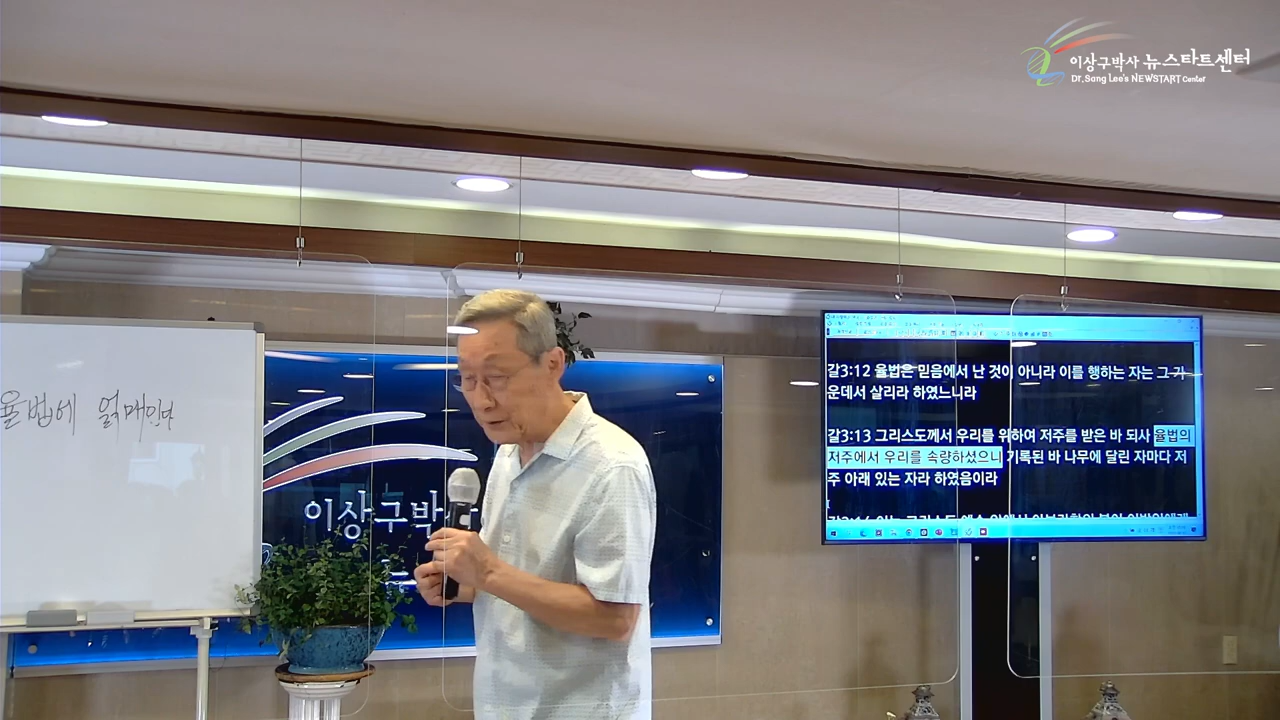 이상구박사 뉴스타트센터
Dr. Sang Lee's NEWSTART Center
율법에 얽매인다
이상구박사
갈3:12 율법은 믿음에서 난 것이 아니라 이를 행하는 자는 그 가
운데서 살리라 하였느니라
갈3:13 그리스도께서 우리를 위하여 저주를 받은 바 되사 율법의
저주에서 우리를 속량하셨으니 기록된 바 나무에 달린 자마다 저
주 아래 있는 자라 하였음이라